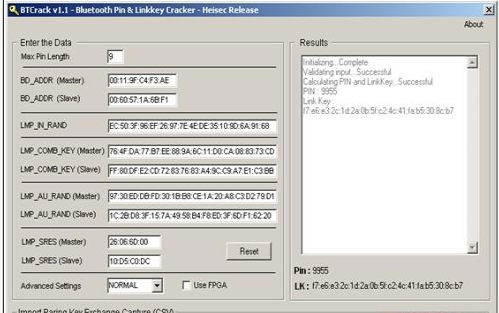 BTCrack v1.1 - Bluetooth Pin & Linkkey Cracker - Heisec Release
About
Enter the Data
Max Pin Length 9
BD_ADDR (Master) 00:11:9F:C4:F3:AE
BD_ADDR (Slave) 00:60:57:1A:6B:F1
LMP_IN_RAND EC:50:3F:96:EF:26:97:7E:4E:DE:35:10:9D:6A:91:68
LMP_COMB_KEY (Master) 76:4F:DA:77:B7:EE:88:9A:6C:11:D0:CA:08:83:73:CD
LMP_COMB_KEY (Slave) FF:80:DF:E2:CD:72:83:76:83:A4:9C:C9:A7:E1:C3:BB
LMP_AU_RAND (Master) 97:30:ED:DB:FD:30:1B:B8:CE:1A:20:A8:C3:D2:79:D1
LMP_AU_RAND (Slave) 1C:2B:D8:3F:15:7A:49:58:B4:F8:ED:3F:6D:F1:62:20
LMP_SRES (Master) 26:06:6D:00
LMP_SRES (Slave) 10:D5:C0:DC
Reset
Advanced Settings NORMAL Use FPGA
Results
Initializing...Complete
Validating input...Successful
Calculating PIN and LinkKey...Successful
PIN : 9955
Link Key :
f7:e6:e3:2c:1d:2a:0b:5f:c2:4c:41:fa:b5:30:8c:b7
Pin : 9955
LK : f7:e6:e3:2c:1d:2a:0b:5f:c2:4c:41:fa:b5:30:8c:b7
Import Paring Key Exchange Capture (CSV)